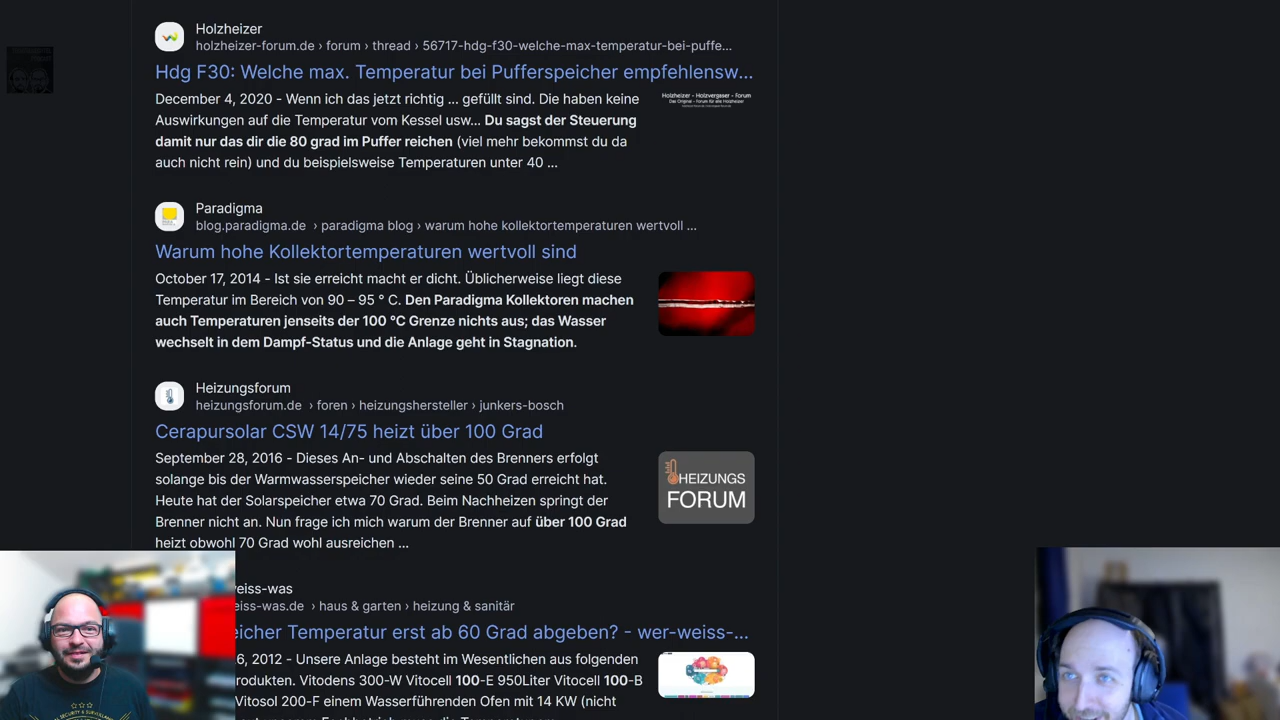 Holzheizer
holzheizer-forum.de › forum › thread › 56717-hdg-f30-welche-max-temperatur-bei-puffe...
Hdg F30: Welche max. Temperatur bei Pufferspeicher empfehlensw...
December 4, 2020 - Wenn ich das jetzt richtig ... gefüllt sind. Die haben keine
Auswirkungen auf die Temperatur vom Kessel usw... Du sagst der Steuerung
damit nur das dir die 80 grad im Puffer reichen (viel mehr bekommst du da
auch nicht rein) und du beispielsweise Temperaturen unter 40 ...
Holzheizer - Holzvergaser - Forum
Das Original - Forum für alle Holzheizer
Paradigma
blog.paradigma.de › paradigma blog › warum hohe kollektortemperaturen wertvoll ...
Warum hohe Kollektortemperaturen wertvoll sind
October 17, 2014 - Ist sie erreicht macht er dicht. Üblicherweise liegt diese
Temperatur im Bereich von 90 – 95 ° C. Den Paradigma Kollektoren machen
auch Temperaturen jenseits der 100 °C Grenze nichts aus; das Wasser
wechselt in dem Dampf-Status und die Anlage geht in Stagnation.
Heizungsforum
heizungsforum.de › foren › heizungshersteller › junkers-bosch
Cerapursolar CSW 14/75 heizt über 100 Grad
September 28, 2016 - Dieses An- und Abschalten des Brenners erfolgt
solange bis der Warmwasserspeicher wieder seine 50 Grad erreicht hat.
Heute hat der Solarspeicher etwa 70 Grad. Beim Nachheizen springt der
Brenner nicht an. Nun frage ich mich warum der Brenner auf über 100 Grad
heizt obwohl 70 Grad wohl ausreichen ...
HEIZUNGS
FORUM
weiss-was
eiss-was.de › haus & garten › heizung & sanitär
eicher Temperatur erst ab 60 Grad abgeben? - wer-weiss-...
6, 2012 - Unsere Anlage besteht im Wesentlichen aus folgenden
rodukten. Vitodens 300-W Vitocell 100-E 950Liter Vitocell 100-B
Vitosol 200-F einem Wasserführenden Ofen mit 14 KW (nicht